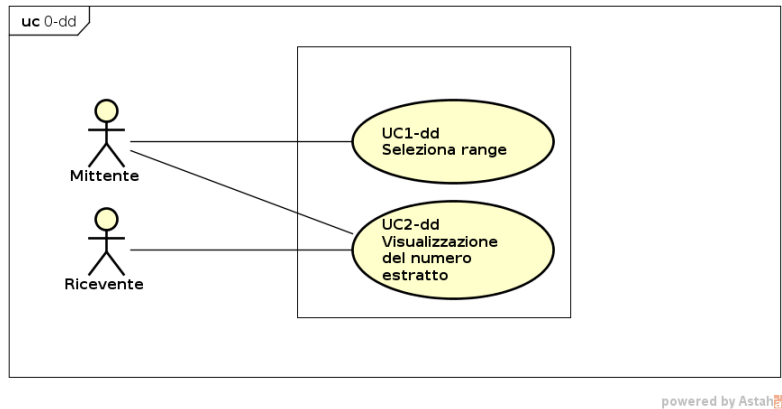 uc 0-dd
UC1-dd
Seleziona range
Mittente
UC2-dd
Visualizzazione
del numero
estratto
Ricevente
powered by Astah